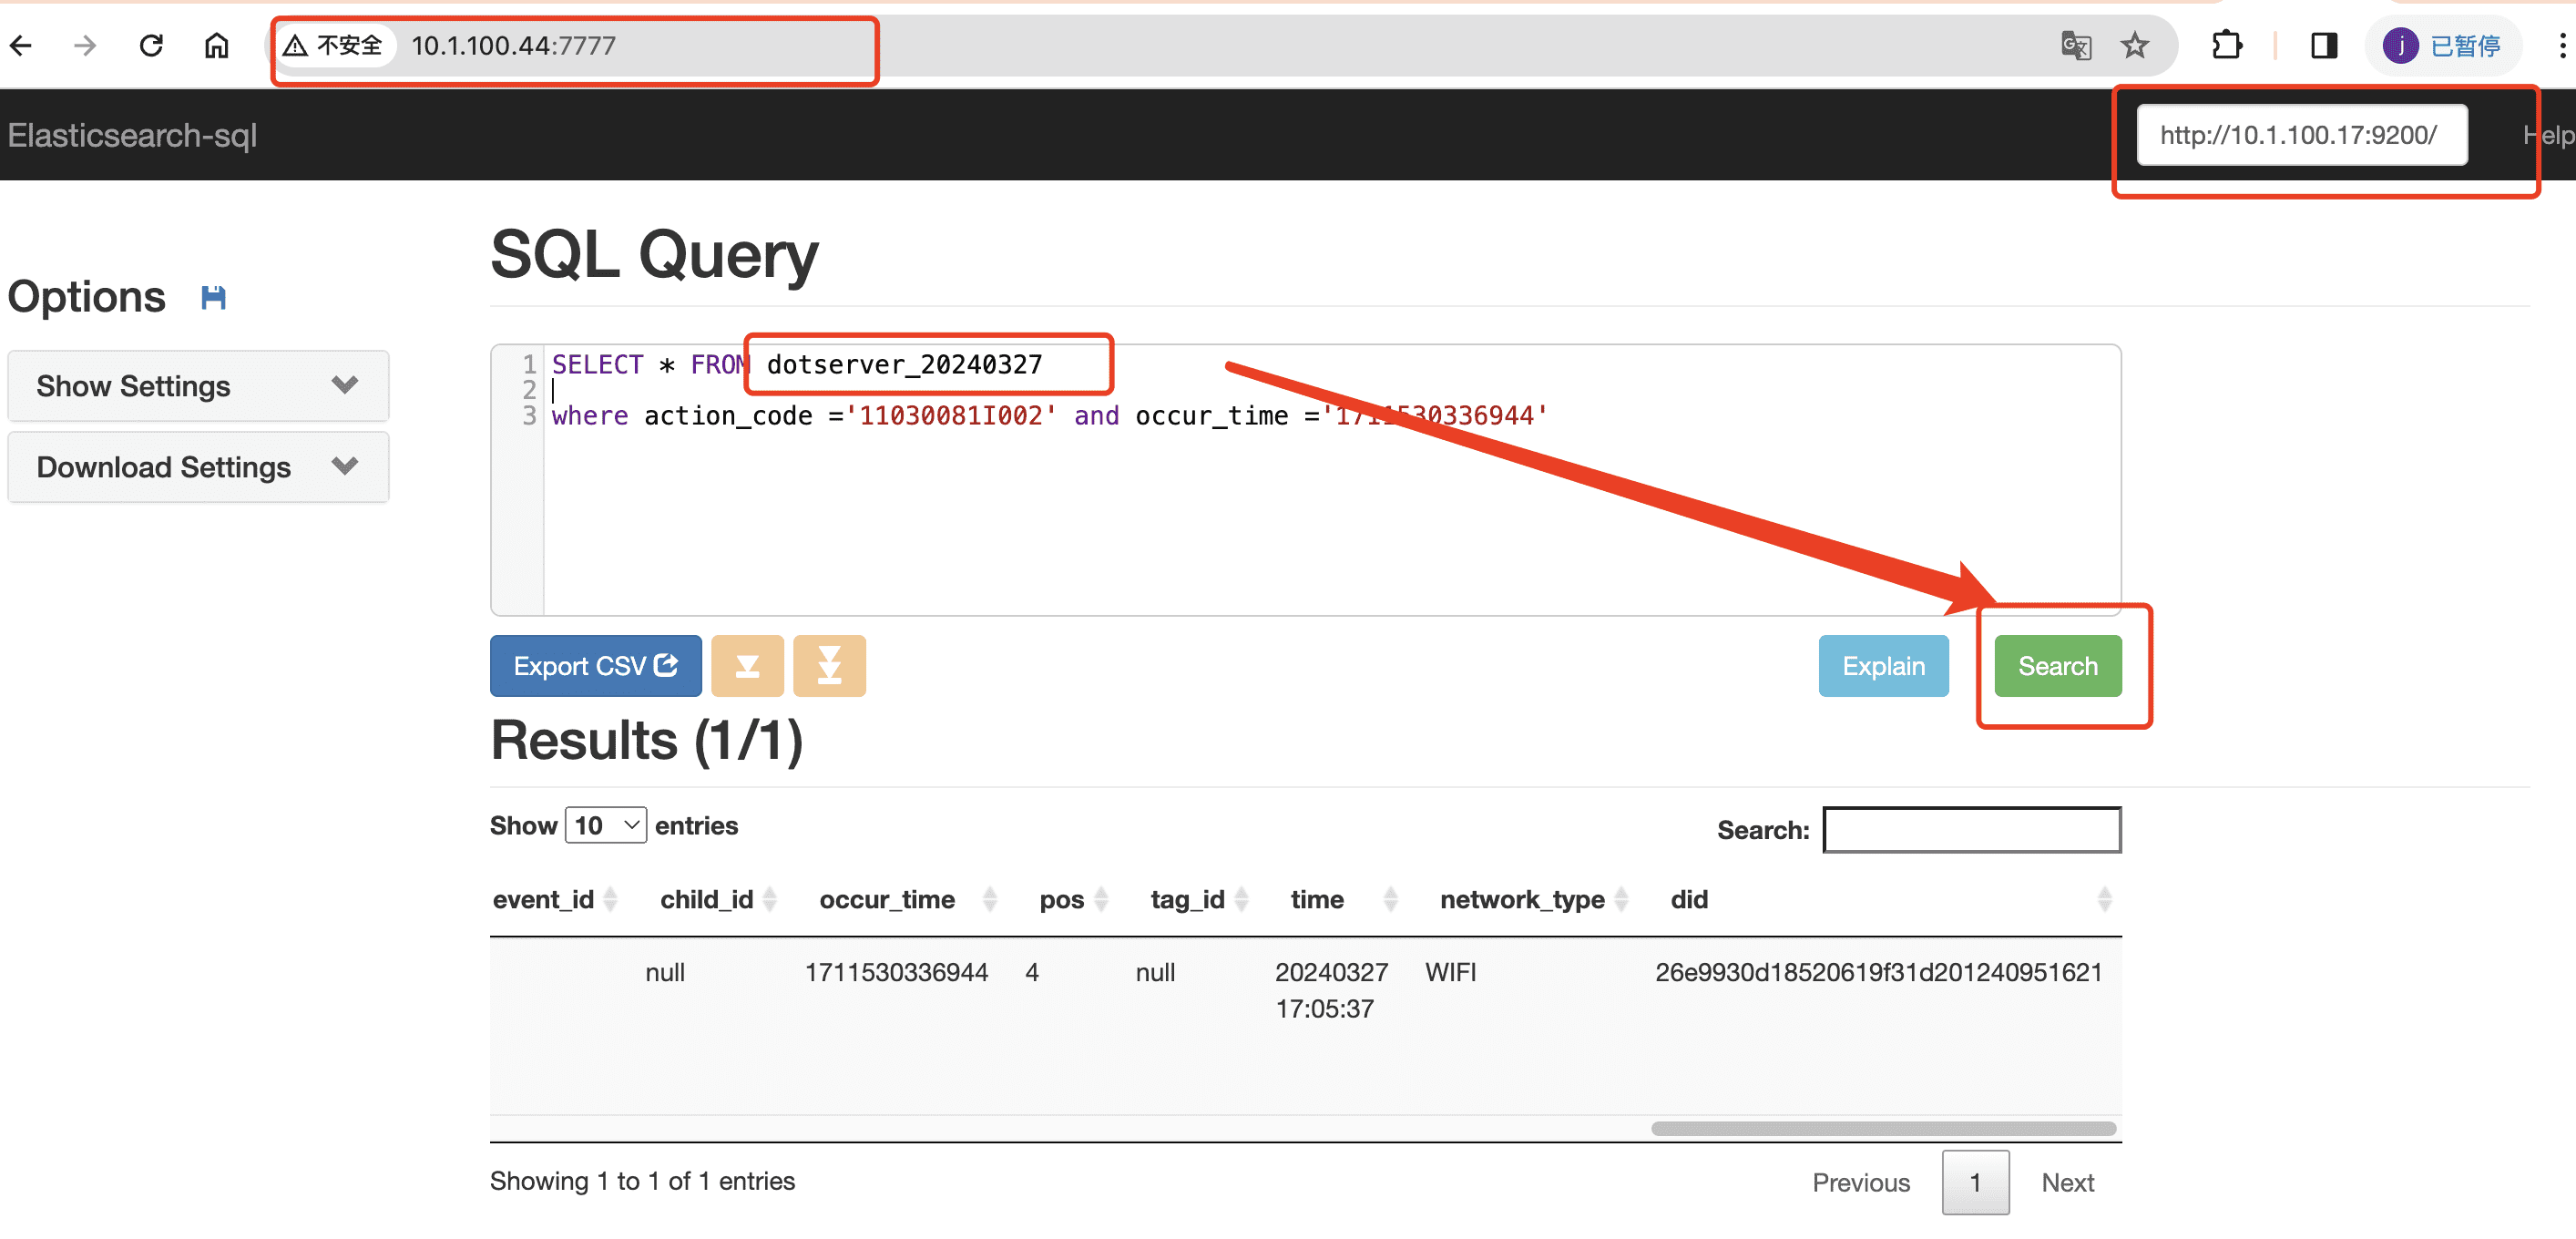 不安全 10.1.100.44:7777
j 已暂停
Elasticsearch-sql
http://10.1.100.17:9200/
Help
SQL Query
Options
Show Settings
Download Settings
1 SELECT * FROM dotserver_20240327
2
3 where action_code ='11030081I002' and occur_time ='1711530336944'
Export CSV
Explain
Search
Results (1/1)
Show 10 entries
Search:
event_id child_id occur_time pos tag_id time network_type did
null 1711530336944 4 null 20240327 WIFI 26e9930d18520619f31d201240951621
17:05:37
Showing 1 to 1 of 1 entries
Previous 1 Next